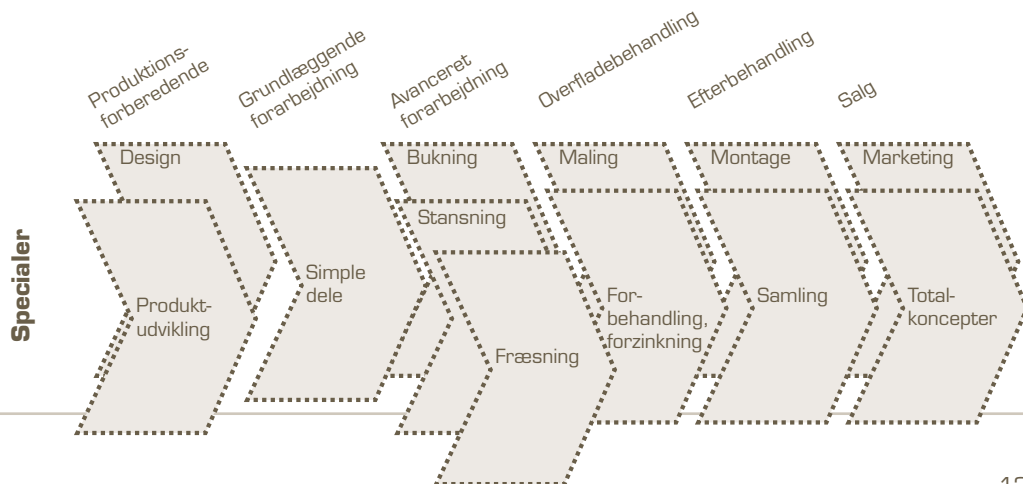 Produktions-
forberedende
Grundlæggende
forarbejdning
Avanceret
forarbejdning
Overfladebehandling
Efterbehandling
Salg
Specialer
Design
Produkt-
udvikling
Simple
dele
Bukning
Stansning
Fræsning
Maling
For-
behandling,
forzinkning
Montage
Samling
Marketing
Total-
koncepter